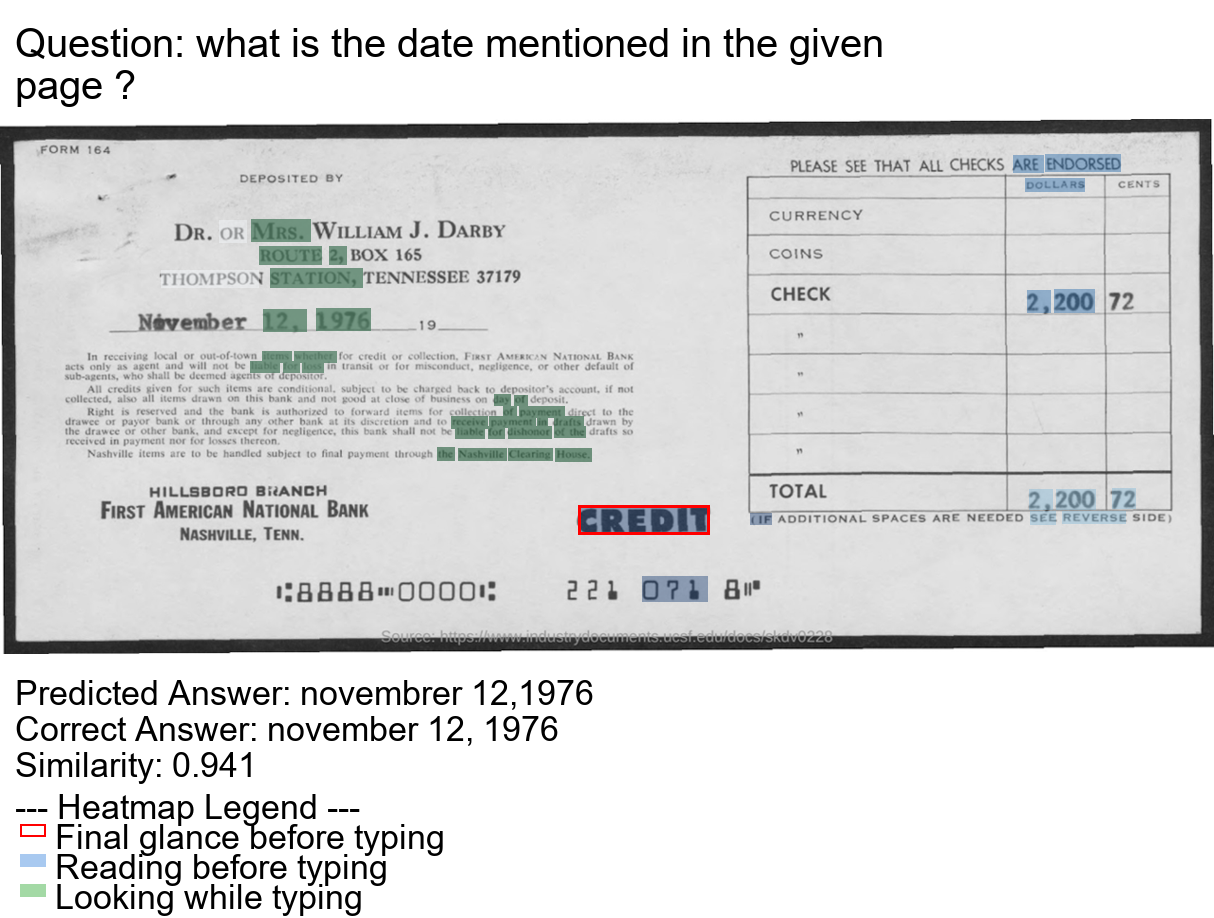 Question: what is the date mentioned in the given
page ?
FORM 164
DEPOSITED BY
DR. OR MRS. WILLIAM J. DARBY
ROUTE 2, BOX 165
THOMPSON STATION, TENNESSEE 37179
November 12, 1976 19
In receiving local or out-of-town items whether for credit or collection, FIRST AMERICAN NATIONAL BANK
acts only as agent and will not be liable for loss in transit or for misconduct, negligence, or other default of
sub-agents, who shall be deemed agents of depositor.
All credits given for such items are conditional, subject to be charged back to depositor's account, if not
collected, also all items drawn on this bank and not good at close of business on day of deposit.
Right is reserved and the bank is authorized to forward items for collection of payment direct to the
drawee or payor bank or through any other bank at its discretion and to receive payment in drafts drawn by
the drawee or other bank, and except for negligence, this bank shall not be liable for dishonor of the drafts so
received in payment nor for losses thereon.
Nashville items are to be handled subject to final payment through the Nashville Clearing House.
HILLSBORO BRANCH
FIRST AMERICAN NATIONAL BANK
NASHVILLE, TENN.
CREDIT
PLEASE SEE THAT ALL CHECKS ARE ENDORSED
DOLLARS CENTS
CURRENCY
COINS
CHECK 2,200 72
"
"
"
"
TOTAL 2,200 72
(IF ADDITIONAL SPACES ARE NEEDED SEE REVERSE SIDE)
⑆8888⑉0000⑆ 221 071 8⑈
Source: https://www.industrydocuments.ucsf.edu/docs/skdv0228
Predicted Answer: novembrer 12,1976
Correct Answer: november 12, 1976
Similarity: 0.941
--- Heatmap Legend ---
Final glance before typing
Reading before typing
Looking while typing